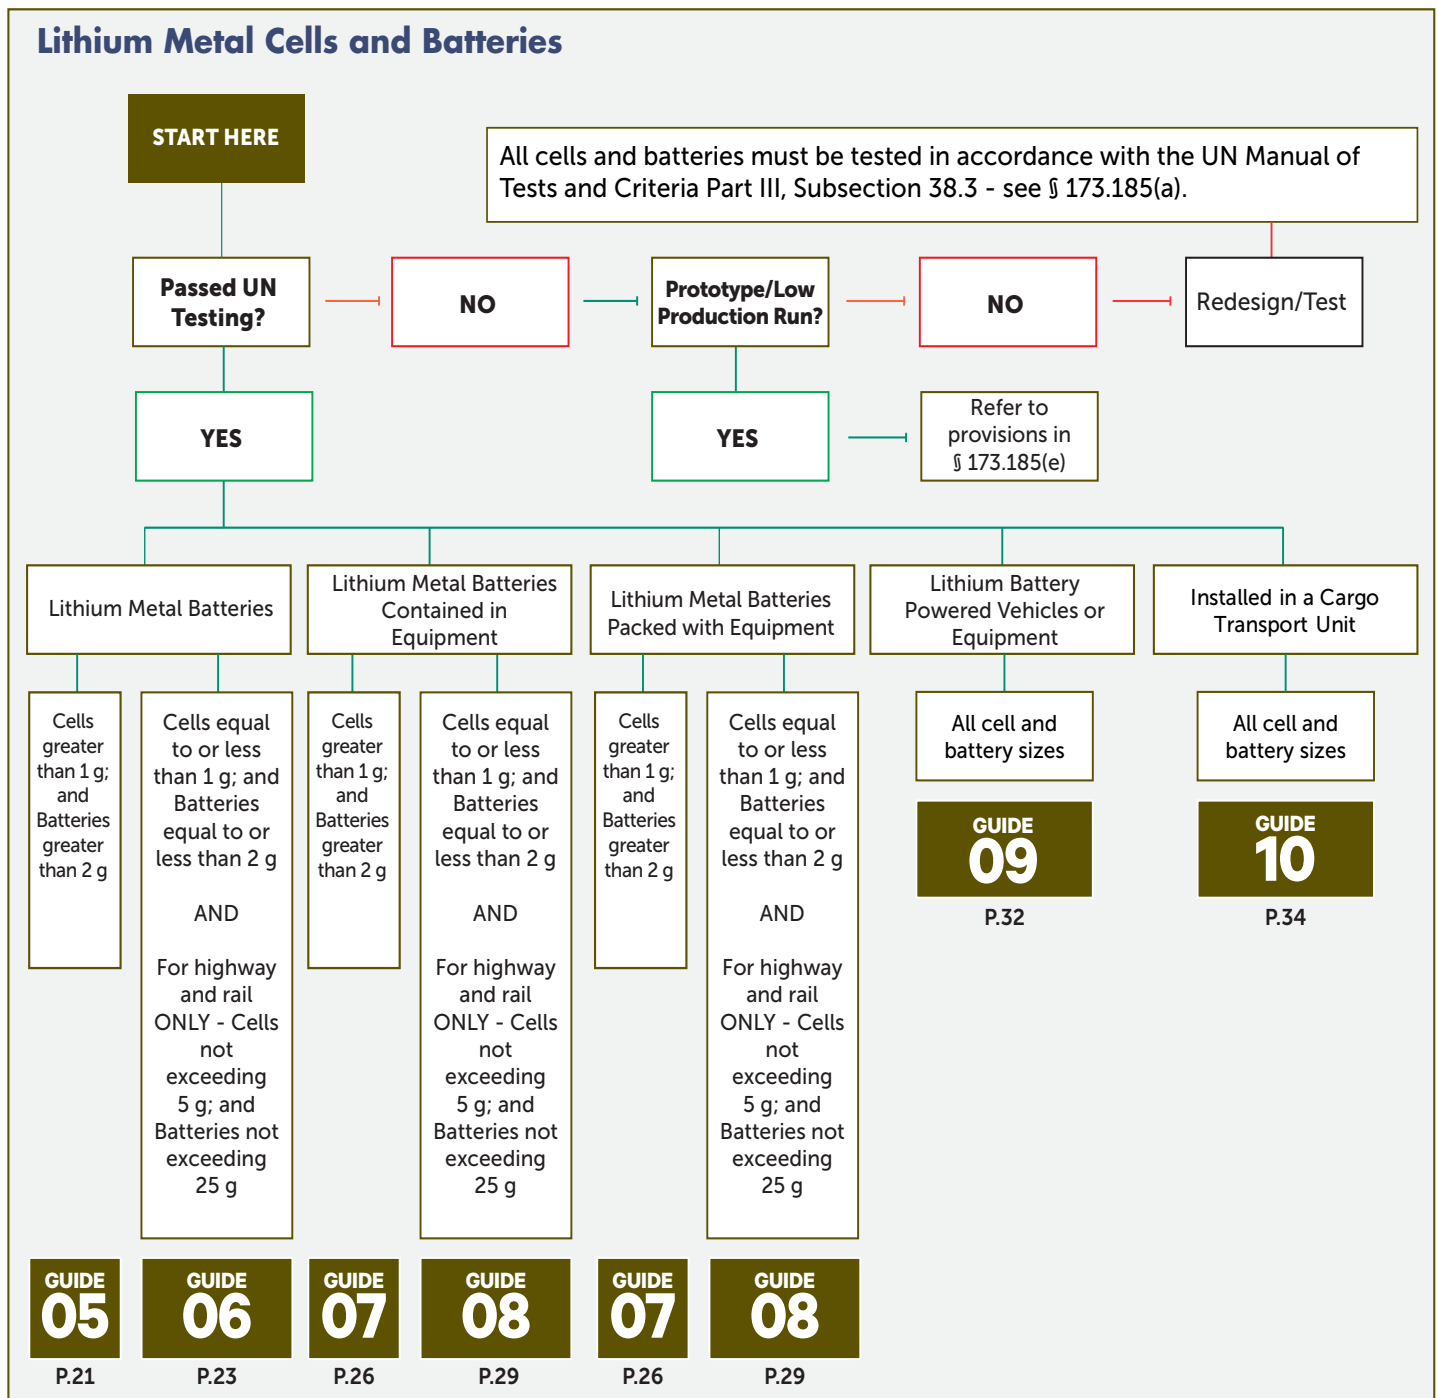 Lithium Metal Cells and Batteries
START HERE
All cells and batteries must be tested in accordance with the UN Manual of
Tests and Criteria Part III, Subsection 38.3 - see § 173.185(a).
Passed UN
Testing?
NO
Prototype/Low
Production Run?
NO
Redesign/Test
YES
YES
Refer to
provisions in
§ 173.185(e)
Lithium Metal Batteries
Lithium Metal Batteries
Contained in
Equipment
Lithium Metal Batteries
Packed with Equipment
Lithium Battery
Powered Vehicles or
Equipment
Installed in a Cargo
Transport Unit
Cells
greater
than 1 g;
and
Batteries
greater
than 2 g
Cells equal
to or less
than 1 g; and
Batteries
equal to or
less than 2 g
AND
For highway
and rail
ONLY - Cells
not
exceeding
5 g; and
Batteries not
exceeding
25 g
Cells
greater
than 1 g;
and
Batteries
greater
than 2 g
Cells equal
to or less
than 1 g; and
Batteries
equal to or
less than 2 g
AND
For highway
and rail
ONLY - Cells
not
exceeding
5 g; and
Batteries not
exceeding
25 g
Cells
greater
than 1 g;
and
Batteries
greater
than 2 g
Cells equal
to or less
than 1 g; and
Batteries
equal to or
less than 2 g
AND
For highway
and rail
ONLY - Cells
not
exceeding
5 g; and
Batteries not
exceeding
25 g
All cell and
battery sizes
All cell and
battery sizes
GUIDE
09
P.32
GUIDE
10
P.34
GUIDE
05
P.21
GUIDE
06
P.23
GUIDE
07
P.26
GUIDE
08
P.29
GUIDE
07
P.26
GUIDE
08
P.29